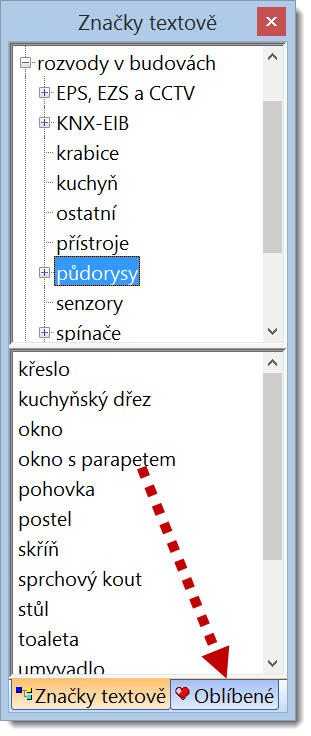 Značky textově
rozvody v budovách
EPS, EZS a CCTV
KNX-EIB
krabice
kuchyň
ostatní
přístroje
půdorysy
senzory
spínače
křeslo
kuchyňský dřez
okno
okno s parapetem
pohovka
postel
skříň
sprchový kout
stůl
toaleta
umyvadlo
Značky textově Oblíbené